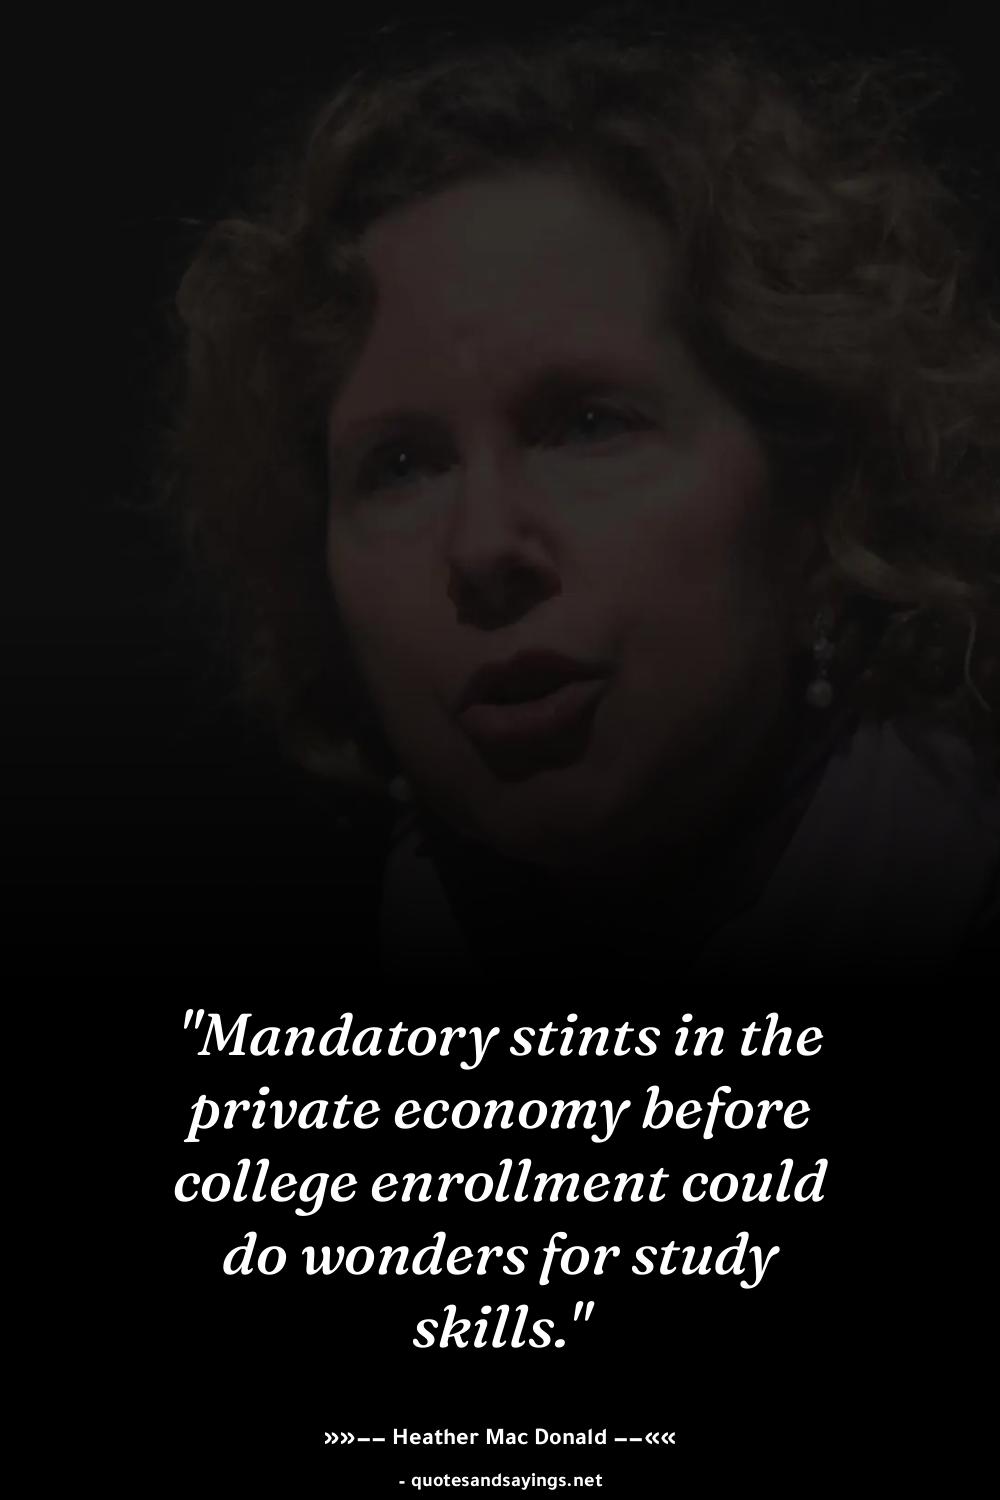 "Mandatory stints in the
private economy before
college enrollment could
do wonders for study
skills."
»»−− Heather Mac Donald −−««
- quotesandsayings.net